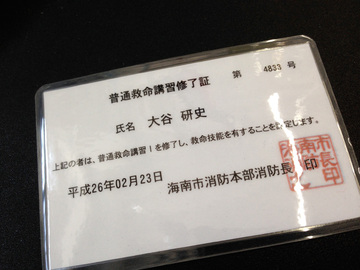 普通救命講習修了証 第 4833 号
氏名 大谷 研史
上記の者は、普通救命講習Ⅰを修了し、救命技能を有することを認定します。
平成26年02月23日 海南市消防本部消防長 印